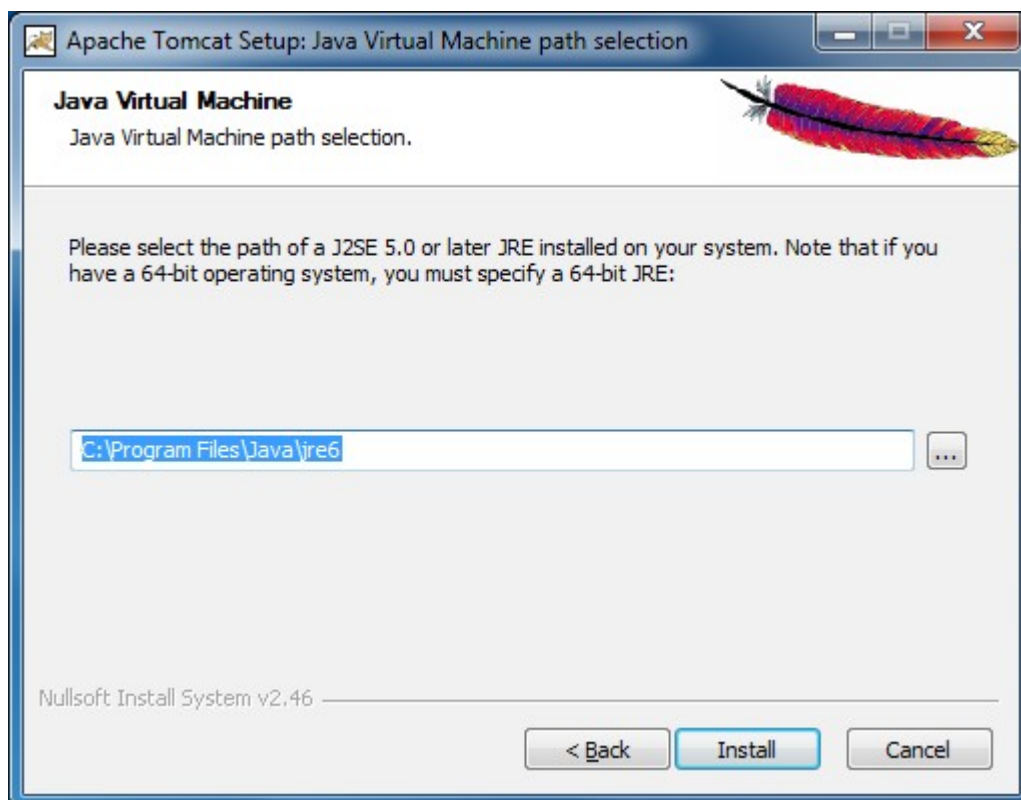 Apache Tomcat Setup: Java Virtual Machine path selection
Java Virtual Machine
Java Virtual Machine path selection.
Please select the path of a J2SE 5.0 or later JRE installed on your system. Note that if you
have a 64-bit operating system, you must specify a 64-bit JRE:
C:\Program Files\Java\jre6
...
Nullsoft Install System v2.46
< Back
Install
Cancel